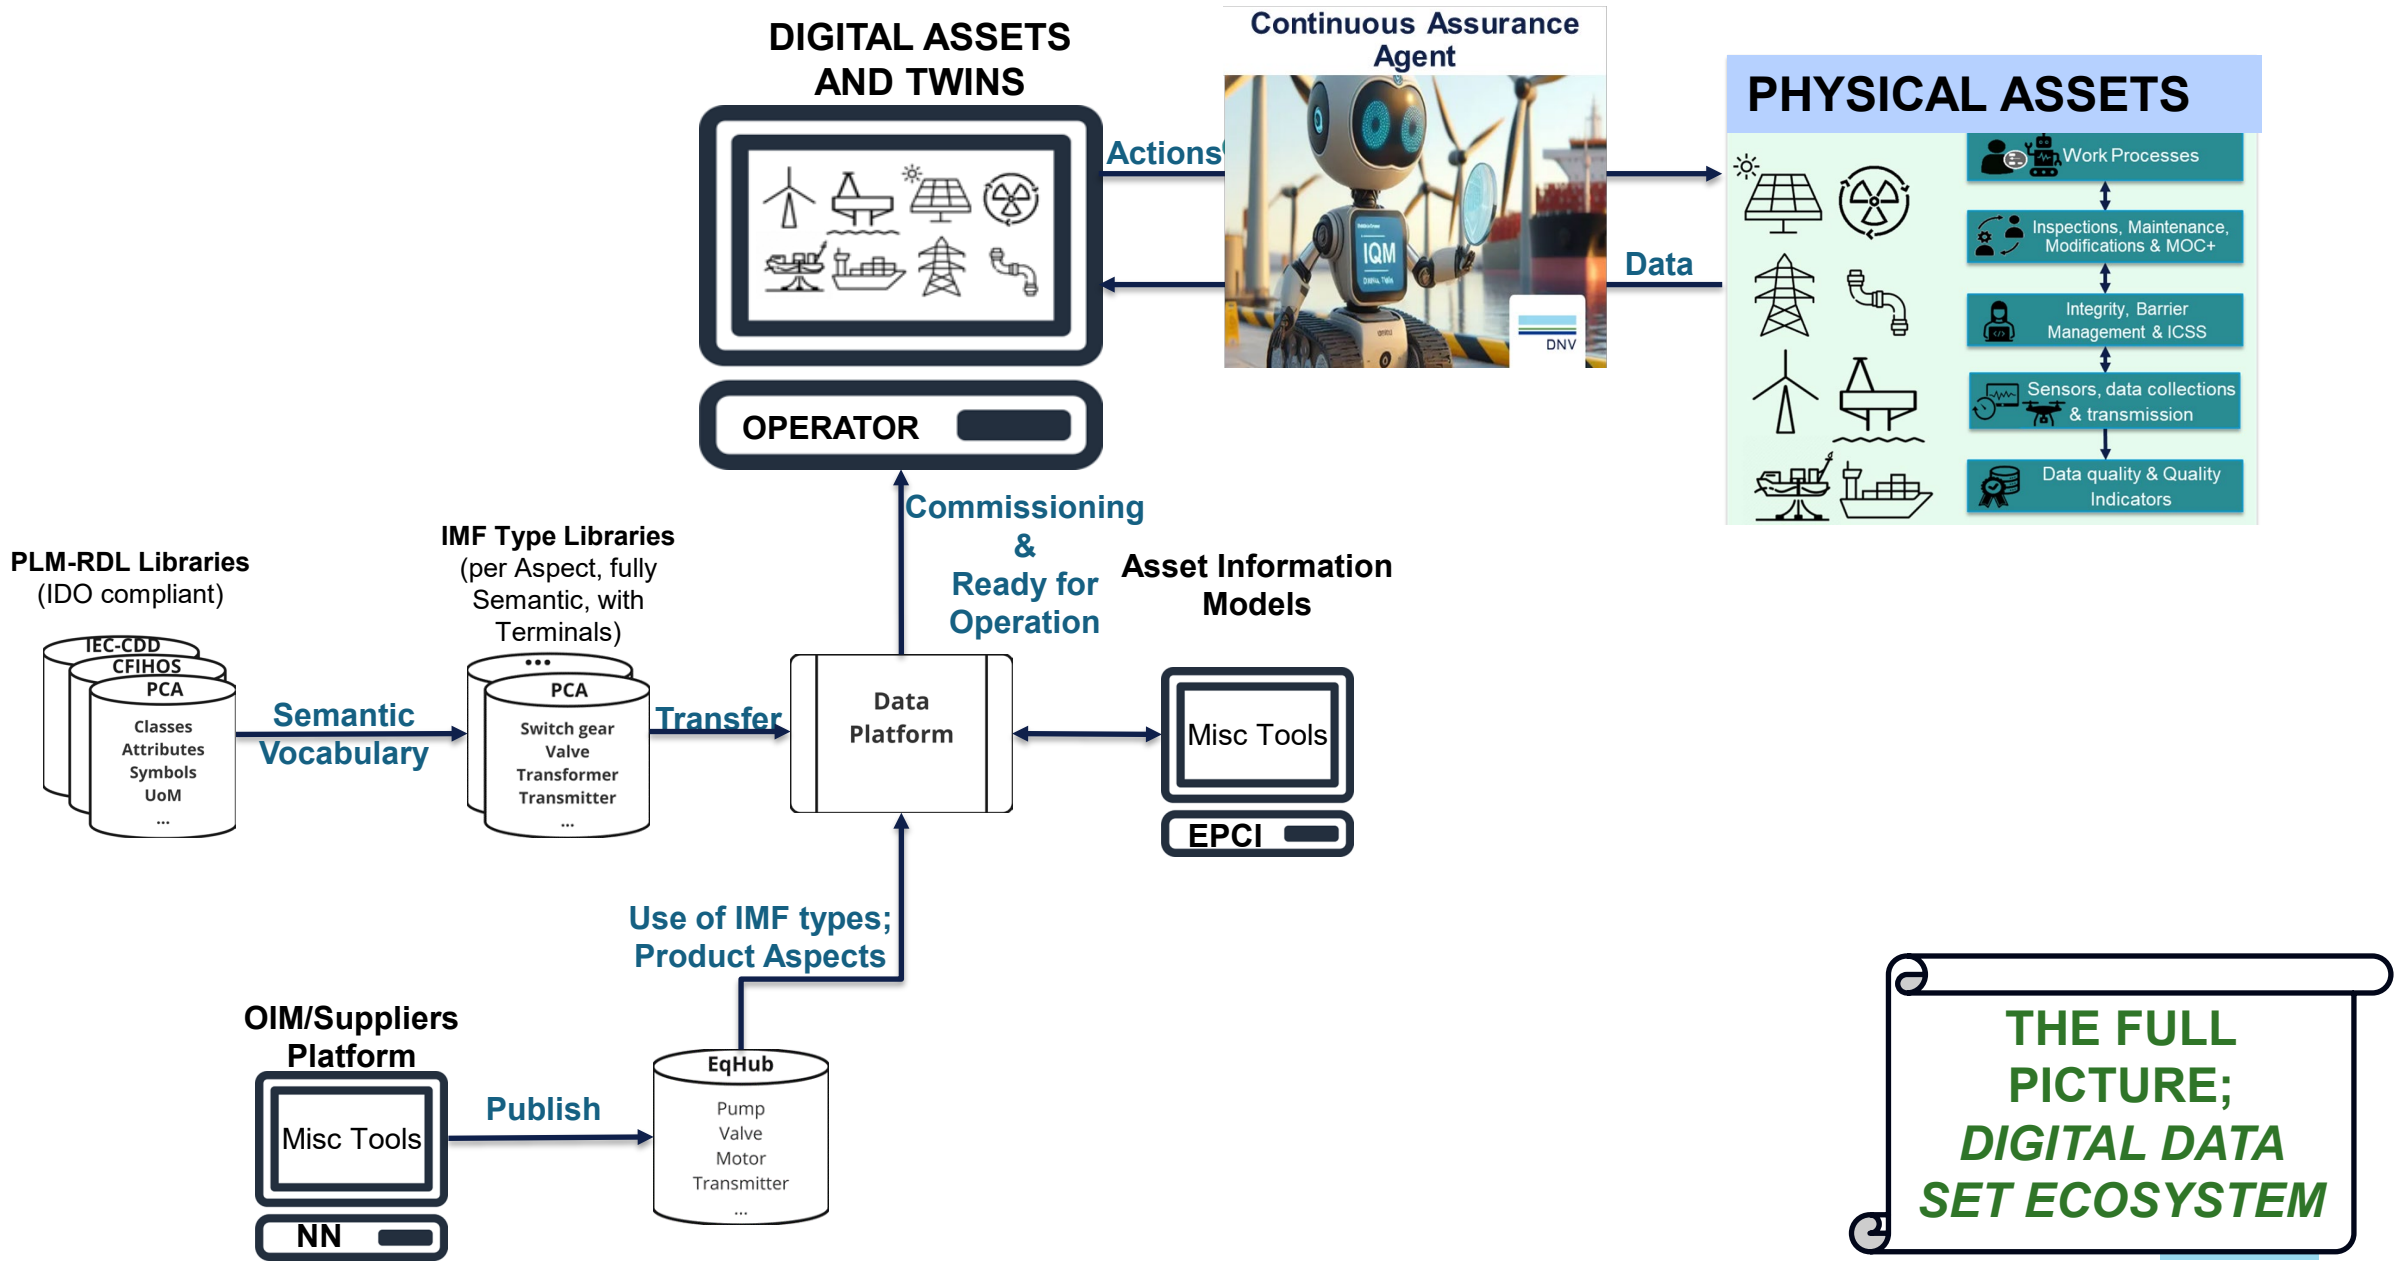 DIGITAL ASSETS
AND TWINS
Continuous Assurance
Agent
PHYSICAL ASSETS
Actions
Data
IQM
DNV
Work Processes
Inspections, Maintenance,
Modifications & MOC+
Integrity, Barrier
Management & ICSS
Sensors, data collections
& transmission
Data quality & Quality
Indicators
OPERATOR
Commissioning
&
Ready for
Operation
PLM-RDL Libraries
(IDO compliant)
IEC-CDD
CFIHOS
PCA
Classes
Attributes
Symbols
UoM
...
Semantic
Vocabulary
IMF Type Libraries
(per Aspect, fully
Semantic, with
Terminals)
•••
PCA
Switch gear
Valve
Transformer
Transmitter
...
Transfer
Data
Platform
Asset Information
Models
Misc Tools
EPCI
Use of IMF types;
Product Aspects
OIM/Suppliers
Platform
Misc Tools
NN
Publish
EqHub
Pump
Valve
Motor
Transmitter
...
THE FULL
PICTURE;
DIGITAL DATA
SET ECOSYSTEM